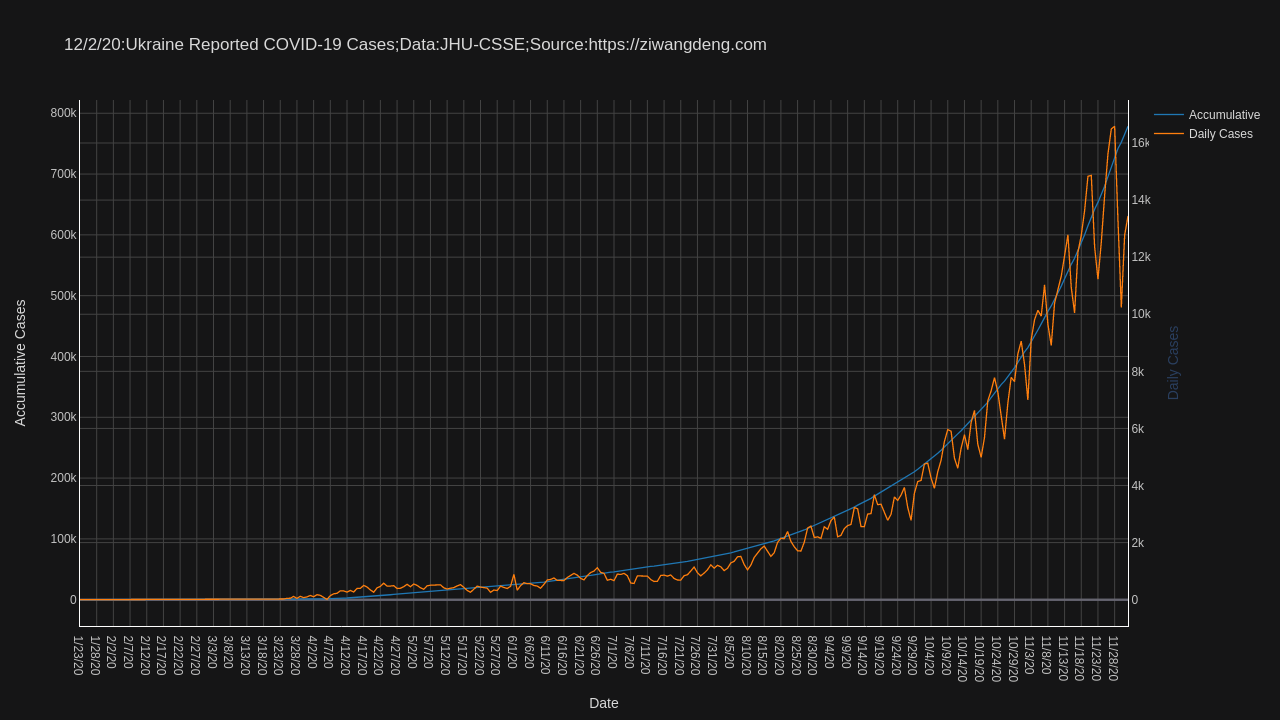 12/2/20:Ukraine Reported COVID-19 Cases;Data:JHU-CSSE;Source:https://ziwangdeng.com
Accumulative
Daily Cases
800k
700k
600k
500k
400k
300k
200k
100k
0
16k
14k
12k
10k
8k
6k
4k
2k
0
Accumulative Cases
Daily Cases
1/23/20
1/28/20
2/2/20
2/7/20
2/12/20
2/17/20
2/22/20
2/27/20
3/3/20
3/8/20
3/13/20
3/18/20
3/23/20
3/28/20
4/2/20
4/7/20
4/12/20
4/17/20
4/22/20
4/27/20
5/2/20
5/7/20
5/12/20
5/17/20
5/22/20
5/27/20
6/1/20
6/6/20
6/11/20
6/16/20
6/21/20
6/26/20
7/1/20
7/6/20
7/11/20
7/16/20
7/21/20
7/26/20
7/31/20
8/5/20
8/10/20
8/15/20
8/20/20
8/25/20
8/30/20
9/4/20
9/9/20
9/14/20
9/19/20
9/24/20
9/29/20
10/4/20
10/9/20
10/14/20
10/19/20
10/24/20
10/29/20
11/3/20
11/8/20
11/13/20
11/18/20
11/23/20
11/28/20
Date